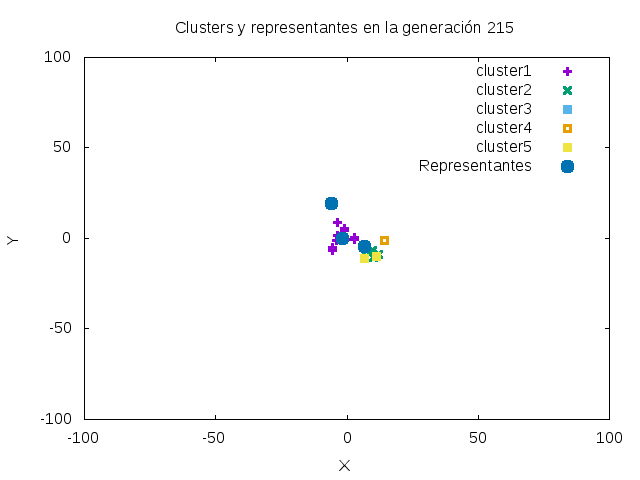 Clusters y representantes en la generación 215
100
50
0
-50
-100
-100 -50 0 50 100
Y
X
cluster1
cluster2
cluster3
cluster4
cluster5
Representantes